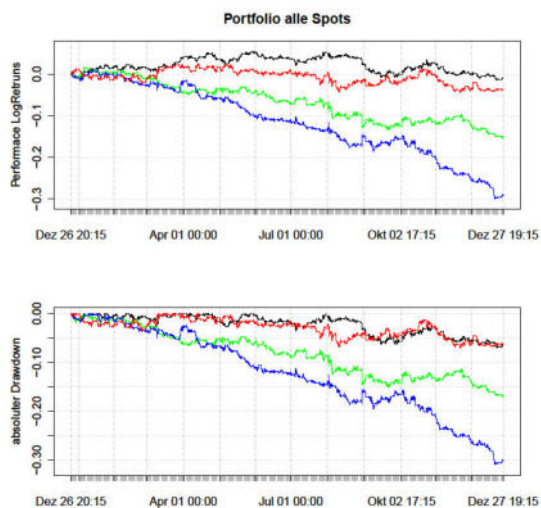 Portfolio alle Spots
Performace LogRetruns
0.0
−0.1
−0.2
−0.3
Dez 26 20:15 Apr 01 00:00 Jul 01 00:00 Okt 02 17:15 Dez 27 19:15
absoluter Drawdown
0.00
−0.10
−0.20
−0.30
Dez 26 20:15 Apr 01 00:00 Jul 01 00:00 Okt 02 17:15 Dez 27 19:15